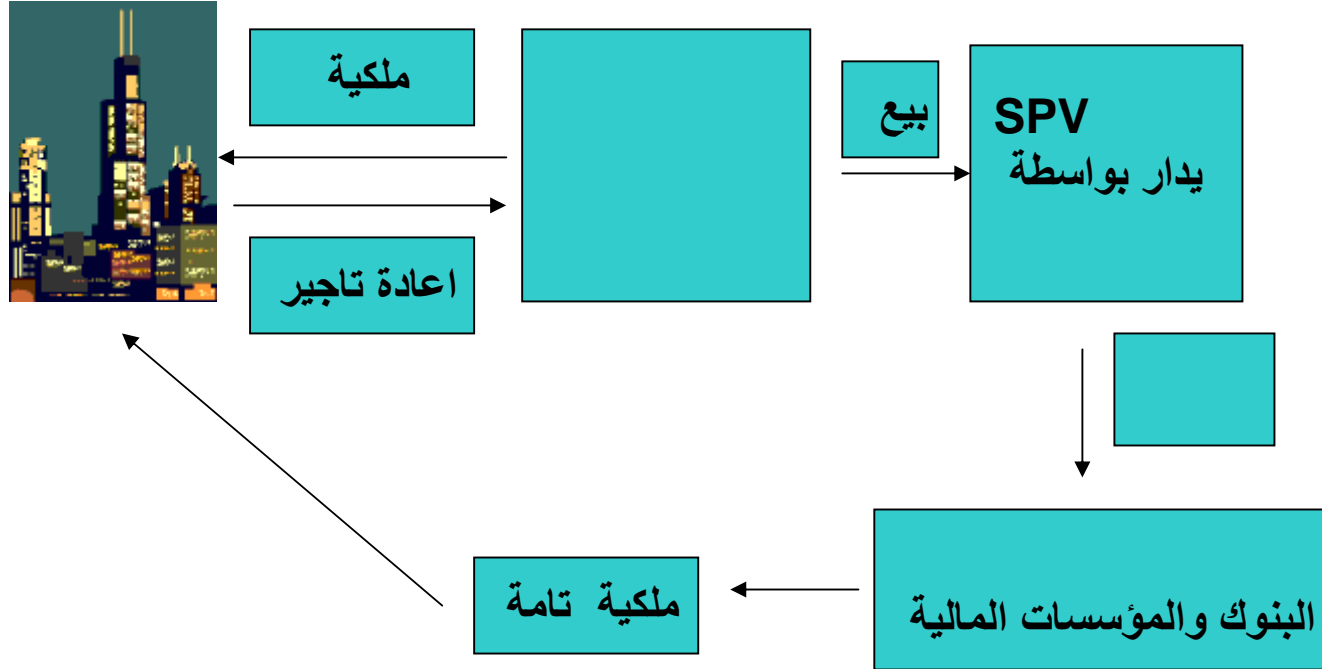 ملكية
بيع
SPV
يدار بواسطة
اعادة تاجير
ملكية تامة
البنوك والمؤسسات المالية